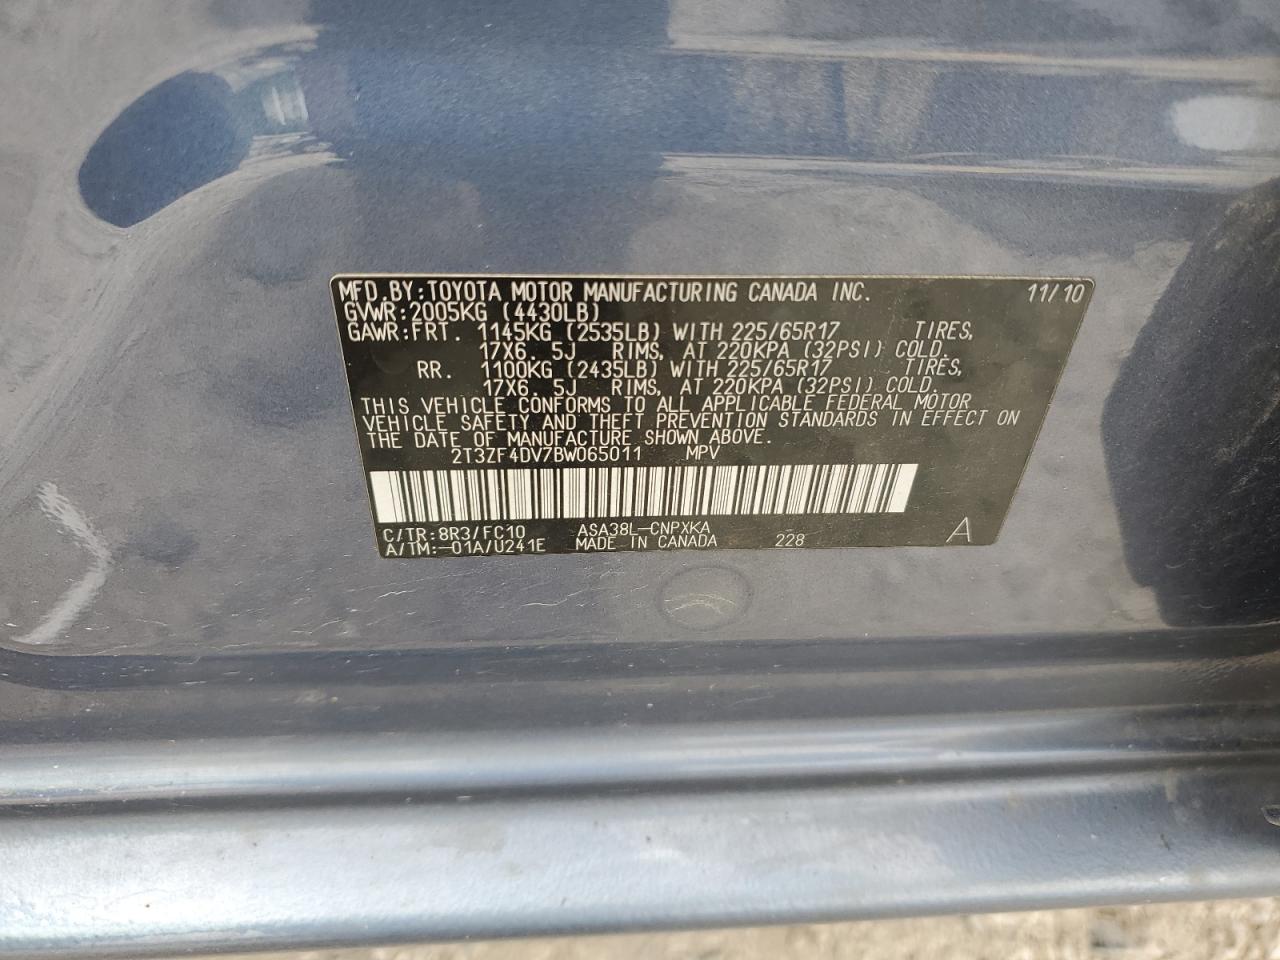 MFD. BY: TOYOTA MOTOR MANUFACTURING CANADA INC. 11/10
GVWR: 2005KG (4430LB)
GAWR: FRT. 1145KG (2535LB) WITH 225/65R17 TIRES,
17X6. 5J RIMS, AT 220KPA (32PSI) COLD.
RR. 1100KG (2435LB) WITH 225/65R17 TIRES,
17X6. 5J RIMS, AT 220KPA (32PSI) COLD.
THIS VEHICLE CONFORMS TO ALL APPLICABLE FEDERAL MOTOR
VEHICLE SAFETY AND THEFT PREVENTION STANDARDS IN EFFECT ON
THE DATE OF MANUFACTURE SHOWN ABOVE.
2T3ZF4DV7BW065011 MPV
C/TR: 8R3/FC10 ASA38L-CNPXKA
A/TM: -01A/U241E MADE IN CANADA 228 A